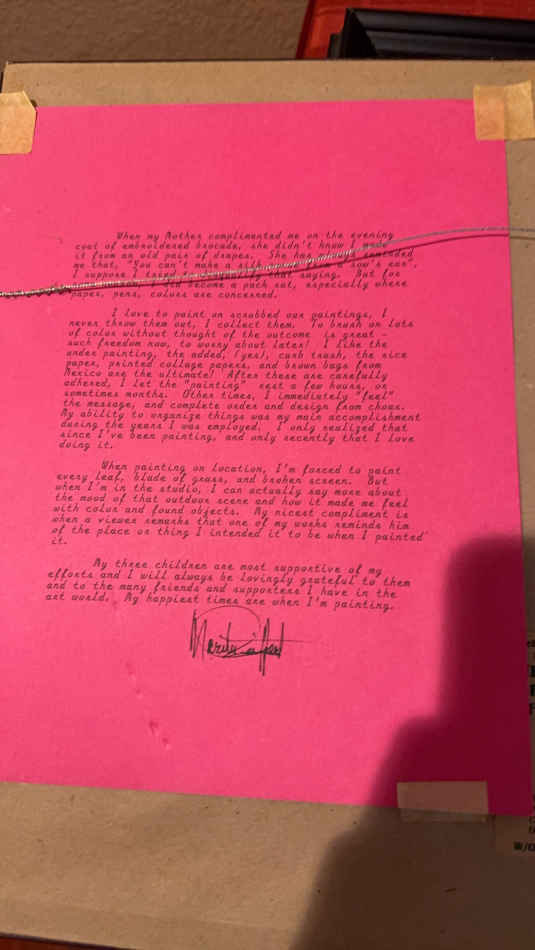 When my Mother complimented me on the evening
coat of embroidered brocade, she didn't know I made
it from an old pair of drapes. She has always reminded
me that, "You can't make a silk purse from a sow's ear".
I suppose I tried to disqualify that saying. But for
become a pack rat, especially where
paper, pens, colors are concerned.
I love to paint on scrubbed our paintings, I
never throw them out, I collect them. To brush on lots
of color without thought of the outcome is great -
such freedom now, to worry about later! I like the
under painting, the added, (yes), curb trash, the rice
paper, printed collage papers, and brown bags from
Mexico are the ultimate! After these are carefully
adhered, I let the "painting" rest a few hours, or
sometimes months. Other times, I immediately "feel"
the message, and complete order and design from chaos.
My ability to organize things was my main accomplishment
during the years I was employed. I only realized that
since I've been painting, and only recently that I love
doing it.
When painting on location, I'm forced to paint
every leaf, blade of grass, and broken screen. But
when I'm in the studio, I can actually say more about
the mood of that outdoor scene and how it made me feel
with color and found objects. My nicest compliment is
when a viewer remarks that one of my works reminds him
of the place or thing I intended it to be when I painted
it.
My three children are most supportive of my
efforts and I will always be lovingly grateful to them
and to the many friends and supporters I have in the
art world. My happiest times are when I'm painting.